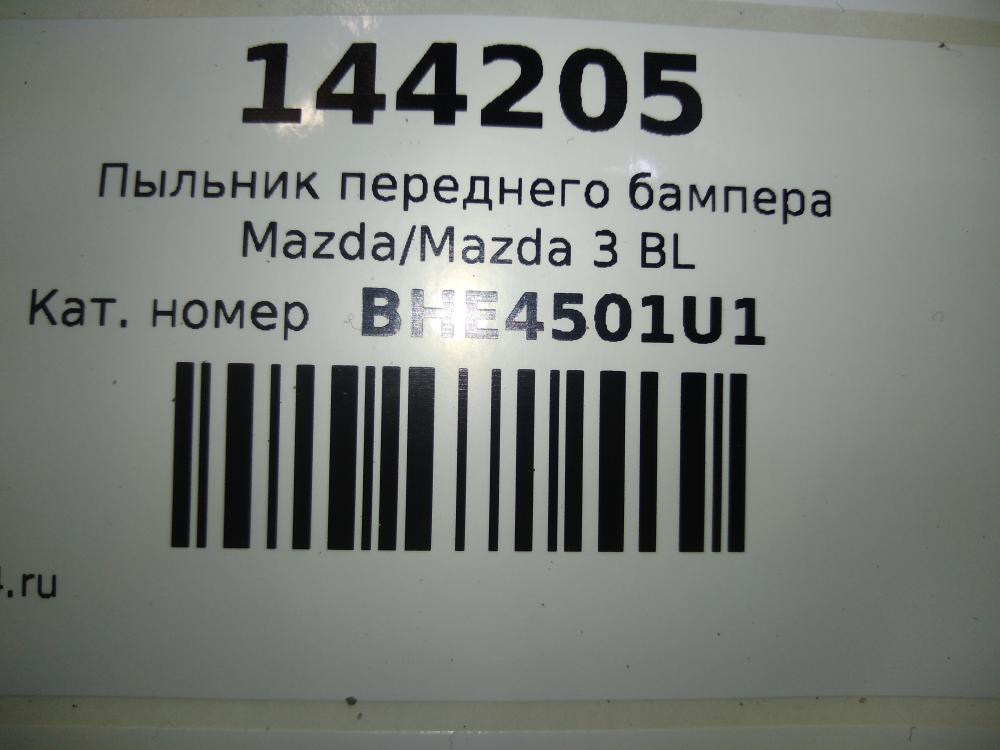 144205
Пыльник переднего бампера
Mazda/Mazda 3 BL
Кат. номер BHE4501U1
.ru